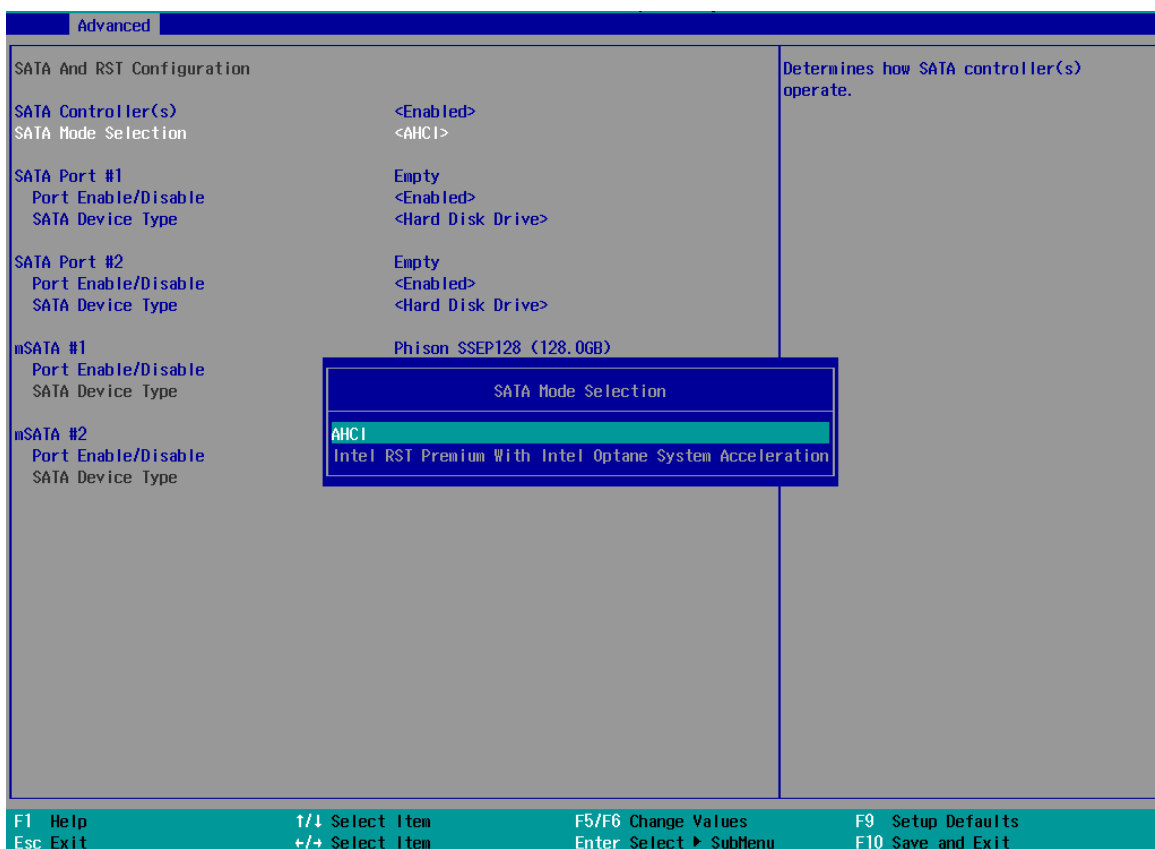 Advanced
SATA And RST Configuration
Determines how SATA controller(s)
operate.
SATA Controller(s) <Enabled>
SATA Mode Selection <AHCI>
SATA Port #1 Empty
Port Enable/Disable <Enabled>
SATA Device Type <Hard Disk Drive>
SATA Port #2 Empty
Port Enable/Disable <Enabled>
SATA Device Type <Hard Disk Drive>
mSATA #1 Phison SSEP128 (128.0GB)
Port Enable/Disable
SATA Device Type
mSATA #2
Port Enable/Disable
SATA Device Type
SATA Mode Selection
AHCI
Intel RST Premium With Intel Optane System Acceleration
F1 Help ↑/↓ Select Item F5/F6 Change Values F9 Setup Defaults
Esc Exit ←/→ Select Item Enter Select ▶ SubMenu F10 Save and Exit